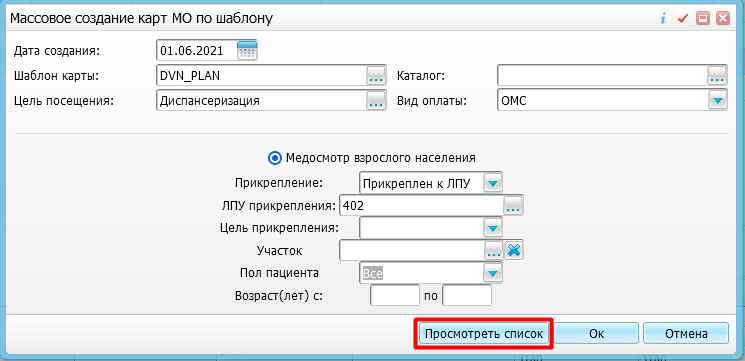 Массовое создание карт МО по шаблону
Дата создания: 01.06.2021
Шаблон карты: DVN_PLAN ... Каталог: ...
Цель посещения: Диспансеризация ... Вид оплаты: ОМС
Медосмотр взрослого населения
Прикрепление: Прикреплен к ЛПУ
ЛПУ прикрепления: 402 ...
Цель прикрепления:
Участок ...
Пол пациента Все
Возраст(лет) с: по
Просмотреть список Ок Отмена